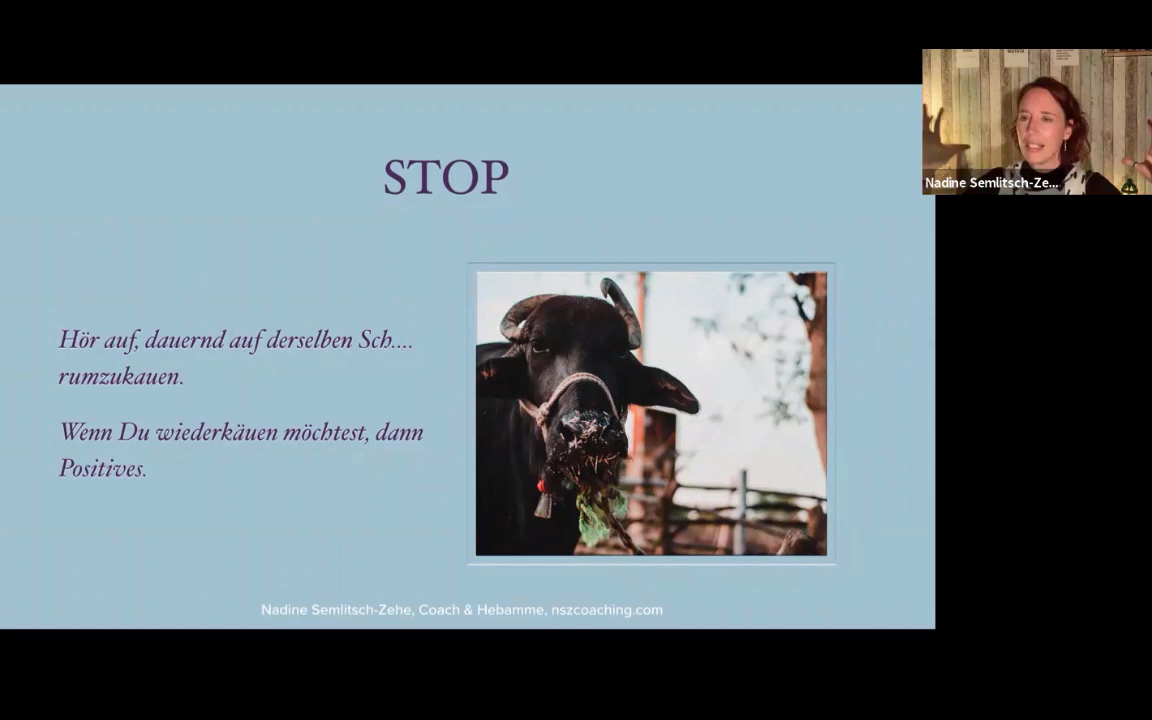 STOP
Hör auf, dauernd auf derselben Sch....
rumzukauen.
Wenn Du wiederkäuen möchtest, dann
Positives.
Nadine Semlitsch-Zehe, Coach & Hebamme, nszcoaching.com
Nadine Semlitsch-Ze...